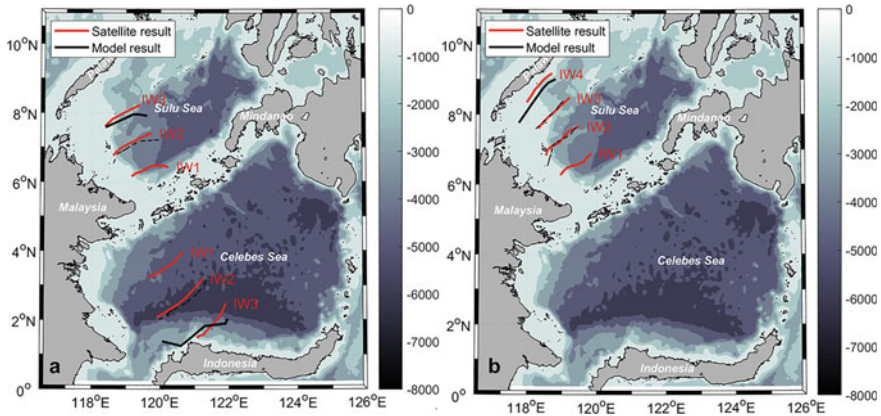 Satellite result
Model result
10°N
8°N
6°N
4°N
2°N
0°
118°E
120°E
122°E
124°E
126°E
IW3
Sulu Sea
IW2
IW1
Mindanao
Malaysia
Celebes Sea
IW1
IW2
IW3
Indonesia
a
0
-1000
-2000
-3000
-4000
-5000
-6000
-7000
-8000
Satellite result
Model result
10°N
8°N
6°N
4°N
2°N
0°
118°E
120°E
122°E
124°E
126°E
IW4
IW3
Sulu Sea
IW2
IW1
Mindanao
Malaysia
Celebes Sea
Indonesia
b
0
-1000
-2000
-3000
-4000
-5000
-6000
-7000
-8000